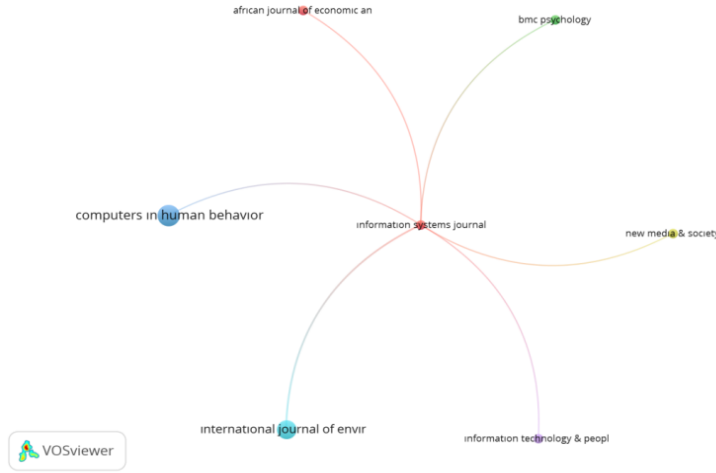 african journal of economic an
bmc psychology
computers in human behavior
information systems journal
new media & society
international journal of envir
information technology & peopl
VOSviewer